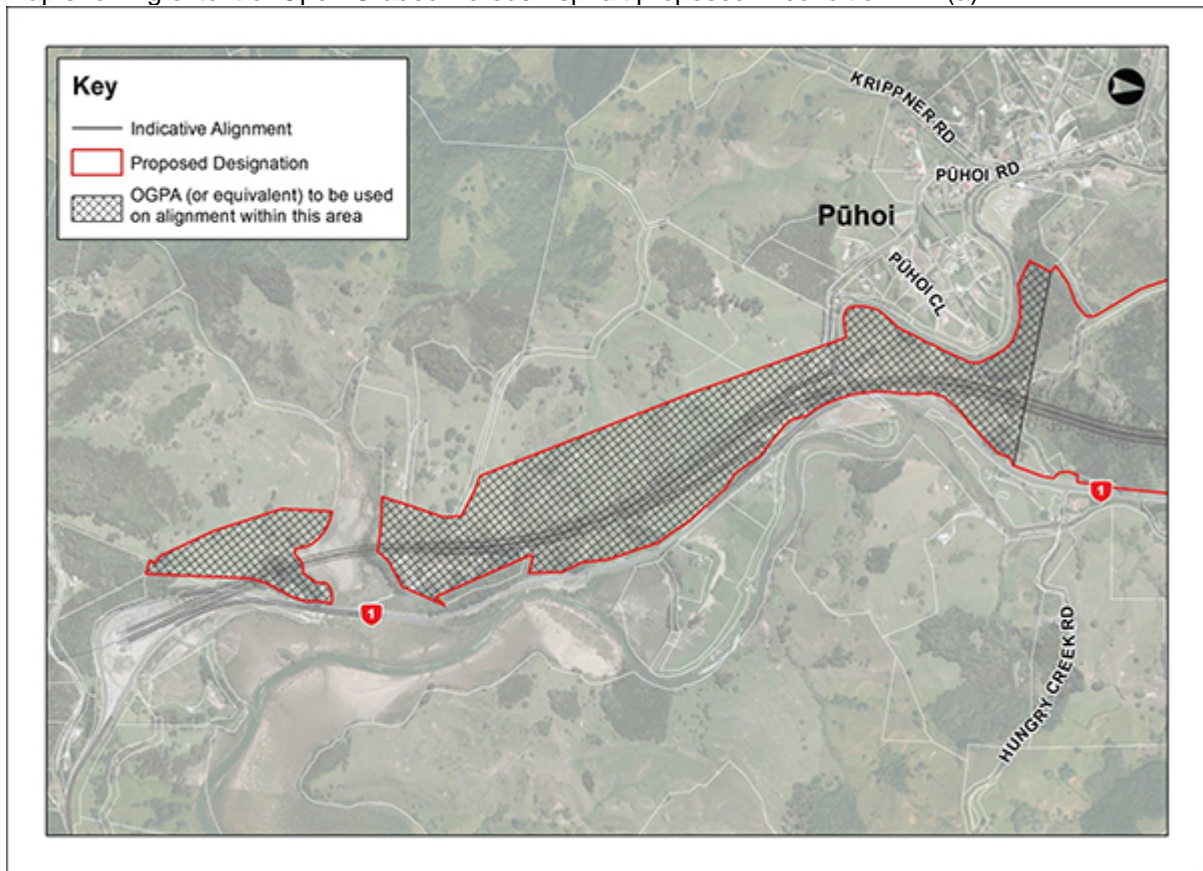 Key
Indicative Alignment
Proposed Designation
OGPA (or equivalent) to be used
on alignment within this area
KRIPPNER RD
PŪHOI RD
Pūhoi
PŪHOI CL
1
1
HUNGRY CREEK RD